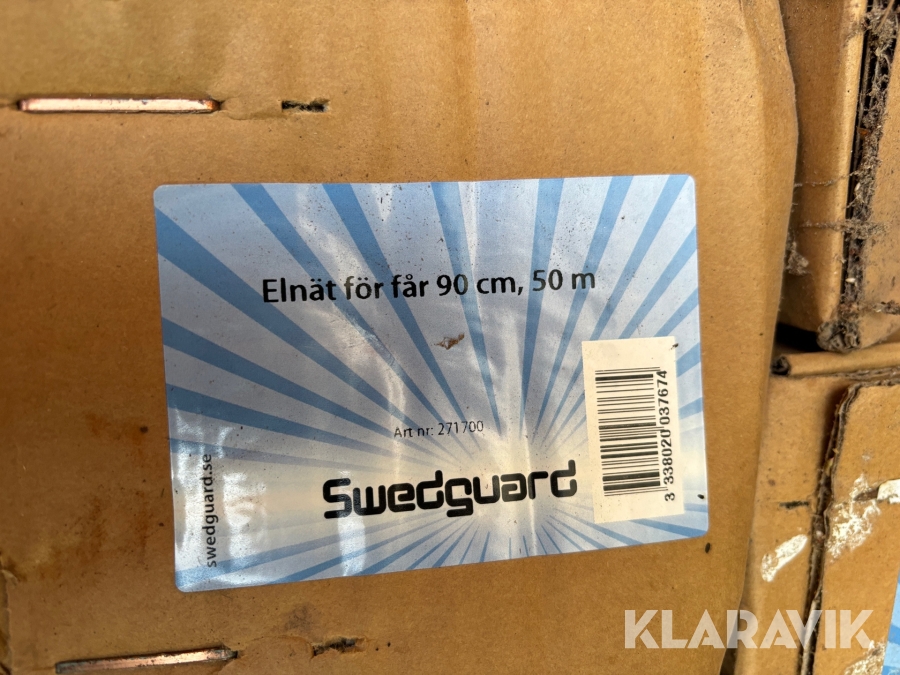 Elnät för får 90 cm, 50 m
Art nr: 271700
Swedguard
swedguard.se
3 338020 037674
KLARAVIK